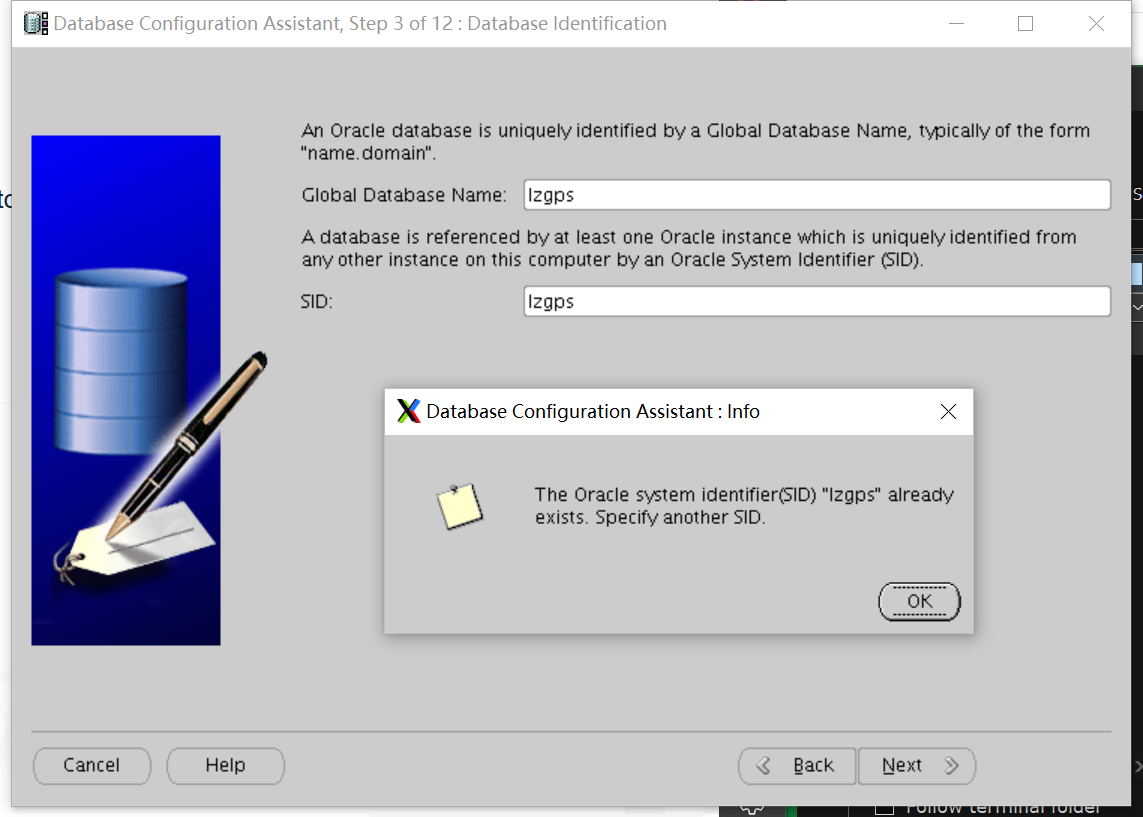 Database Configuration Assistant, Step 3 of 12 : Database Identification
An Oracle database is uniquely identified by a Global Database Name, typically of the form
"name.domain".
Global Database Name: lzgps
A database is referenced by at least one Oracle instance which is uniquely identified from
any other instance on this computer by an Oracle System Identifier (SID).
SID: lzgps
Database Configuration Assistant : Info
The Oracle system identifier(SID) "lzgps" already
exists. Specify another SID.
OK
Cancel Help Back Next
Follow terminal folder